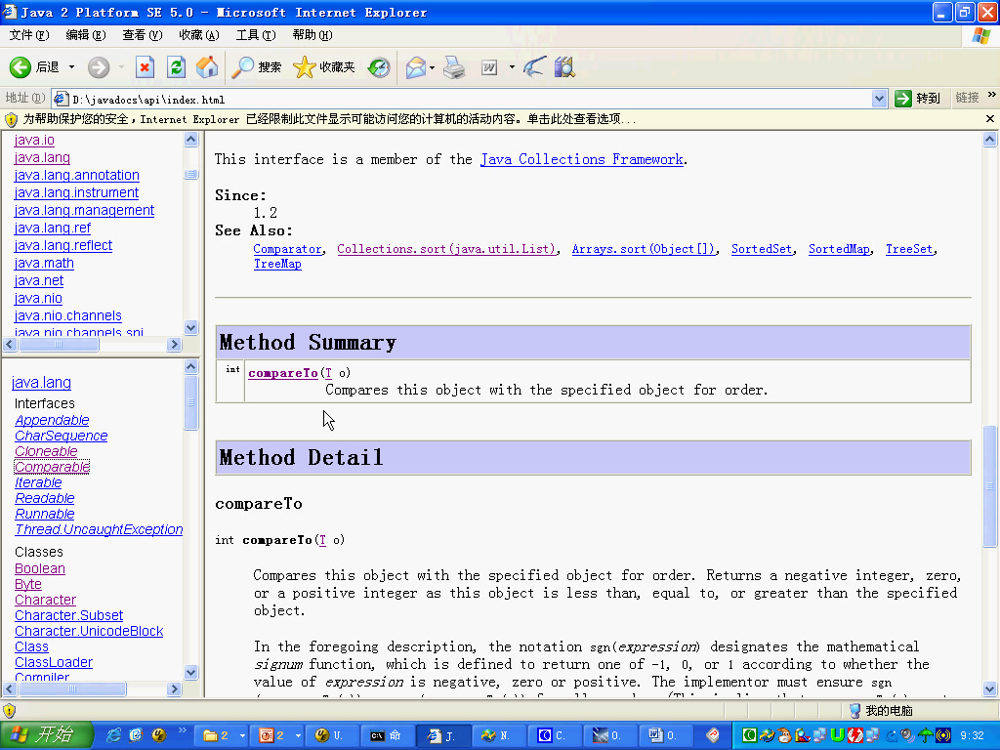 Java 2 Platform SE 5.0 - Microsoft Internet Explorer
文件(F) 编辑(E) 查看(V) 收藏(A) 工具(T) 帮助(H)
后退 搜索 收藏夹
地址(D) D:\javadocs\api\index.html 转到 链接 »
为帮助保护您的安全，Internet Explorer 已经限制此文件显示可能访问您的计算机的活动内容。单击此处查看选项...
java.io
java.lang
java.lang.annotation
java.lang.instrument
java.lang.management
java.lang.ref
java.lang.reflect
java.math
java.net
java.nio
java.nio.channels
java.nio.channels.spi
java.lang
Interfaces
Appendable
CharSequence
Cloneable
Comparable
Iterable
Readable
Runnable
Thread.UncaughtException
Classes
Boolean
Byte
Character
Character.Subset
Character.UnicodeBlock
Class
ClassLoader
Compiler
This interface is a member of the Java Collections Framework.
Since:
1.2
See Also:
Comparator, Collections.sort(java.util.List), Arrays.sort(Object[]), SortedSet, SortedMap, TreeSet,
TreeMap
Method Summary
int compareTo(T o)
Compares this object with the specified object for order.
Method Detail
compareTo
int compareTo(T o)
Compares this object with the specified object for order. Returns a negative integer, zero,
or a positive integer as this object is less than, equal to, or greater than the specified
object.
In the foregoing description, the notation sgn(expression) designates the mathematical
signum function, which is defined to return one of -1, 0, or 1 according to whether the
value of expression is negative, zero or positive. The implementor must ensure sgn
我的电脑
开始 » 2 2 U. 命 J. N. C. O. O. 9:32